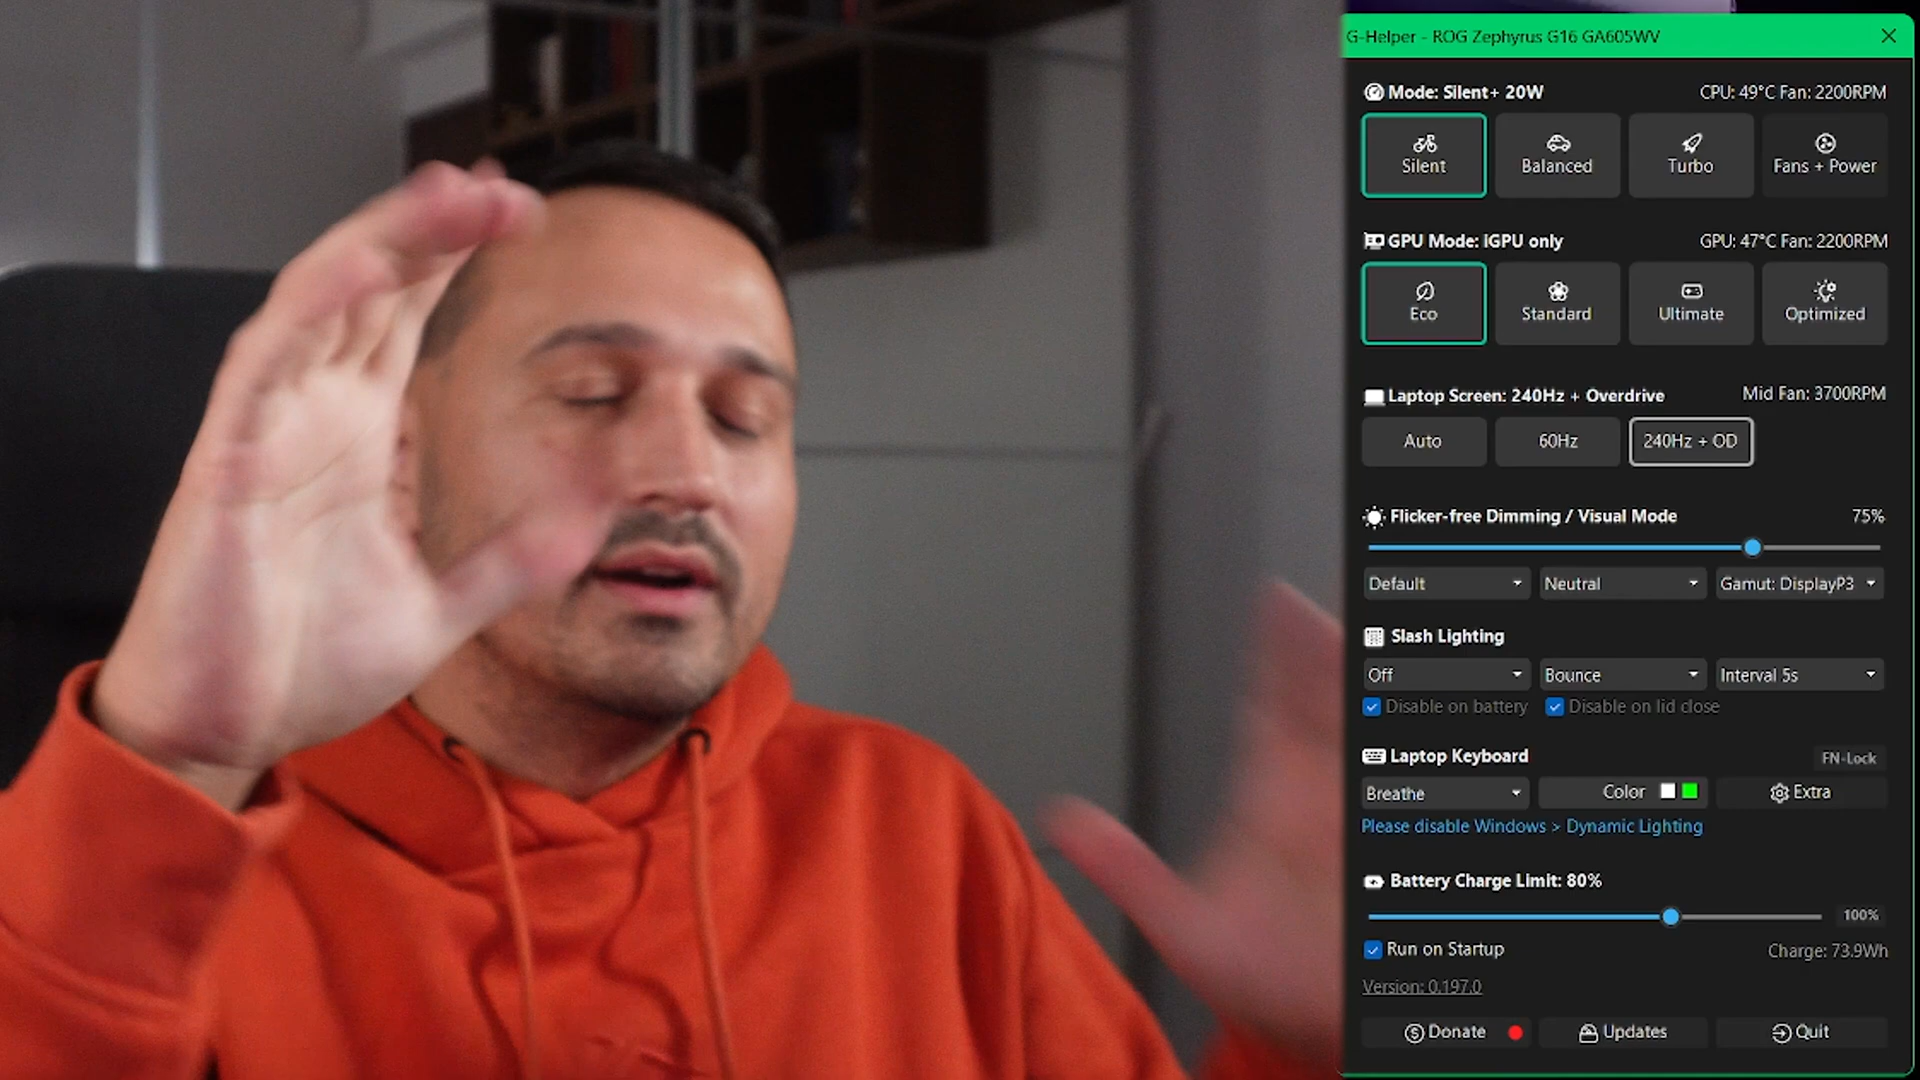 G-Helper - ROG Zephyrus G16 GA605WV
Mode: Silent+ 20W CPU: 49°C Fan: 2200RPM
Silent Balanced Turbo Fans + Power
GPU Mode: iGPU only GPU: 47°C Fan: 2200RPM
Eco Standard Ultimate Optimized
Laptop Screen: 240Hz + Overdrive Mid Fan: 3700RPM
Auto 60Hz 240Hz + OD
Flicker-free Dimming / Visual Mode 75%
Default Neutral Gamut: DisplayP3
Slash Lighting
Off Bounce Interval 5s
Disable on battery Disable on lid close
Laptop Keyboard FN-Lock
Breathe Color Extra
Please disable Windows > Dynamic Lighting
Battery Charge Limit: 80%
100%
Run on Startup Charge: 73.9Wh
Version: 0.197.0
Donate Updates Quit